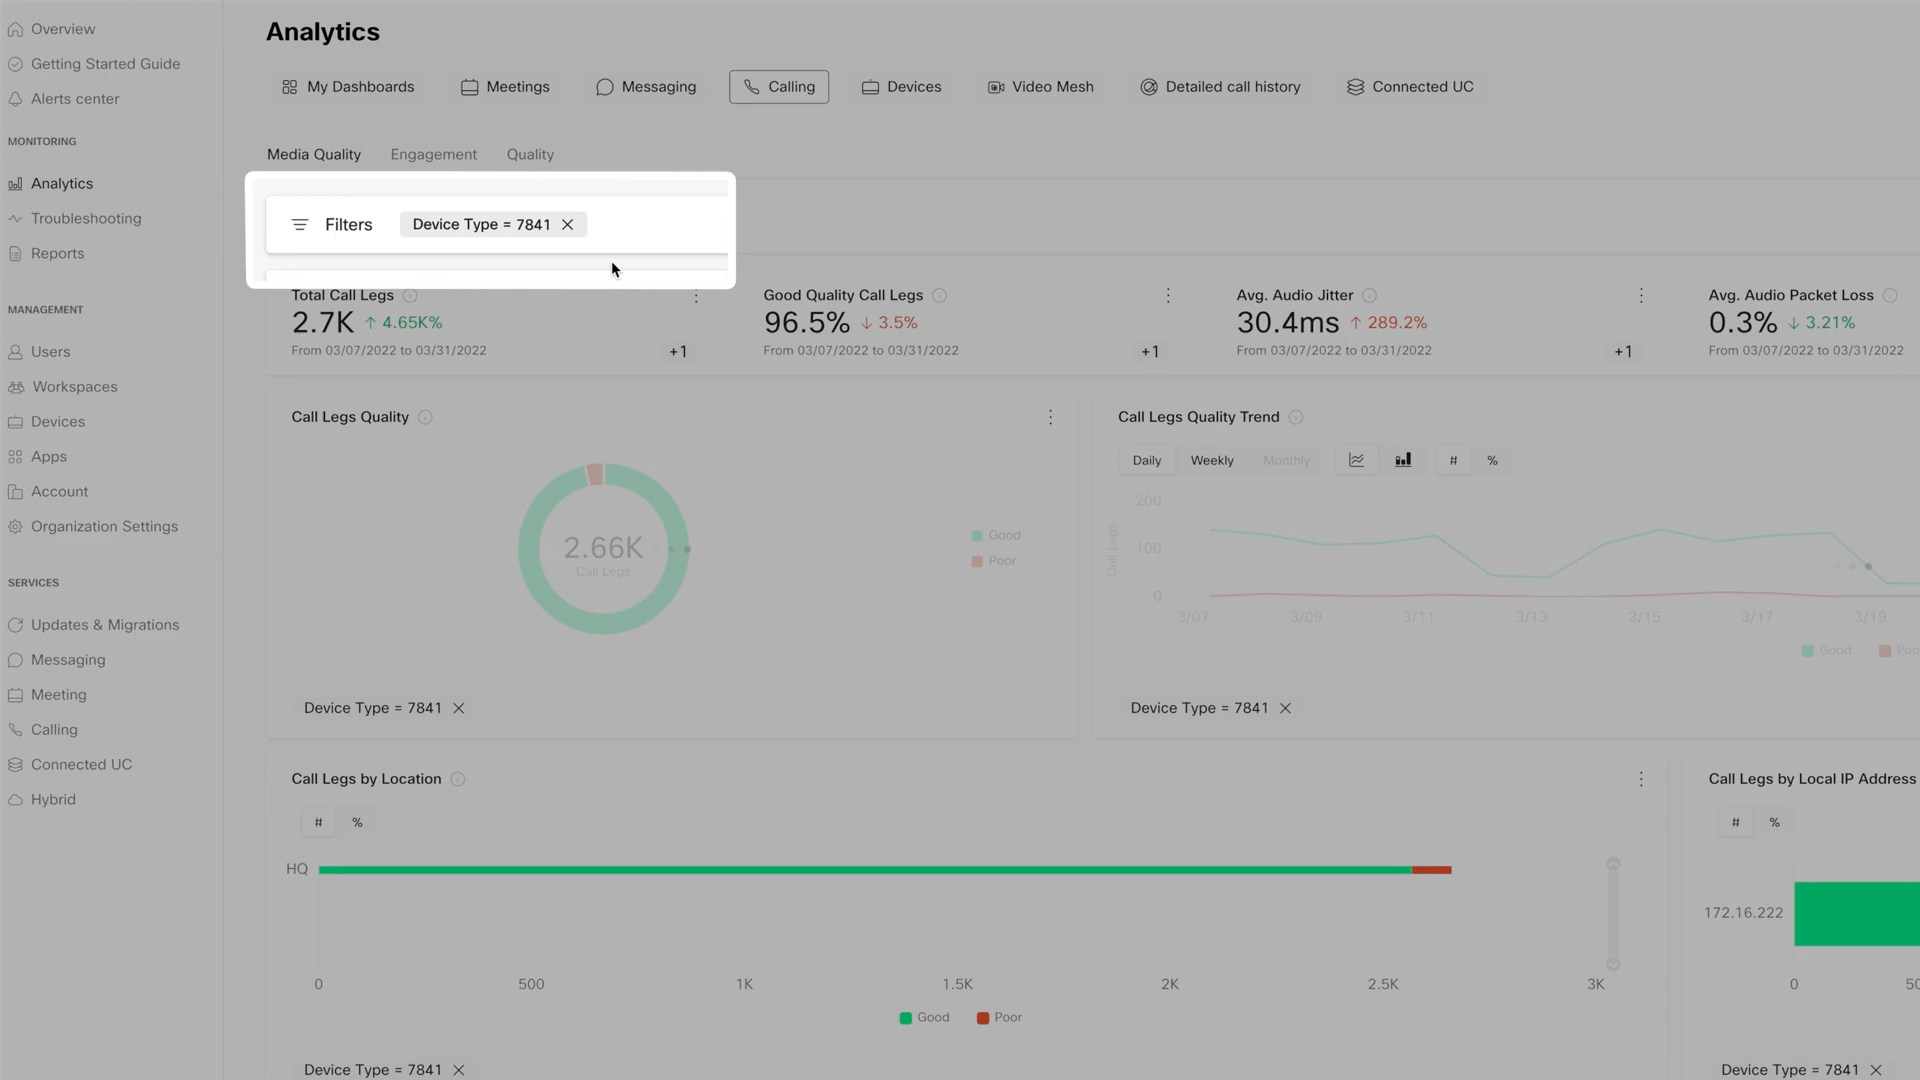 Overview
Getting Started Guide
Alerts center
MONITORING
Analytics
Troubleshooting
Reports
MANAGEMENT
Users
Workspaces
Devices
Apps
Account
Organization Settings
SERVICES
Updates & Migrations
Messaging
Meeting
Calling
Connected UC
Hybrid
Analytics
My Dashboards Meetings Messaging Calling Devices Video Mesh Detailed call history Connected UC
Media Quality Engagement Quality
Filters Device Type = 7841
Total Call Legs
2.7K ↑ 4.65K%
From 03/07/2022 to 03/31/2022 +1
Good Quality Call Legs
96.5% ↓ 3.5%
From 03/07/2022 to 03/31/2022 +1
Avg. Audio Jitter
30.4ms ↑ 289.2%
From 03/07/2022 to 03/31/2022 +1
Avg. Audio Packet Loss
0.3% ↓ 3.21%
From 03/07/2022 to 03/31/2022
Call Legs Quality
2.66K
Call Legs
Good
Poor
Device Type = 7841
Call Legs Quality Trend
Daily Weekly Monthly # %
Call Legs
200
100
0
3/07 3/09 3/11 3/13 3/15 3/17 3/19
Good Poo
Device Type = 7841
Call Legs by Location
# %
HQ
0 500 1K 1.5K 2K 2.5K 3K
Good Poor
Device Type = 7841
Call Legs by Local IP Address
# %
172.16.222
0 50
Device Type = 7841